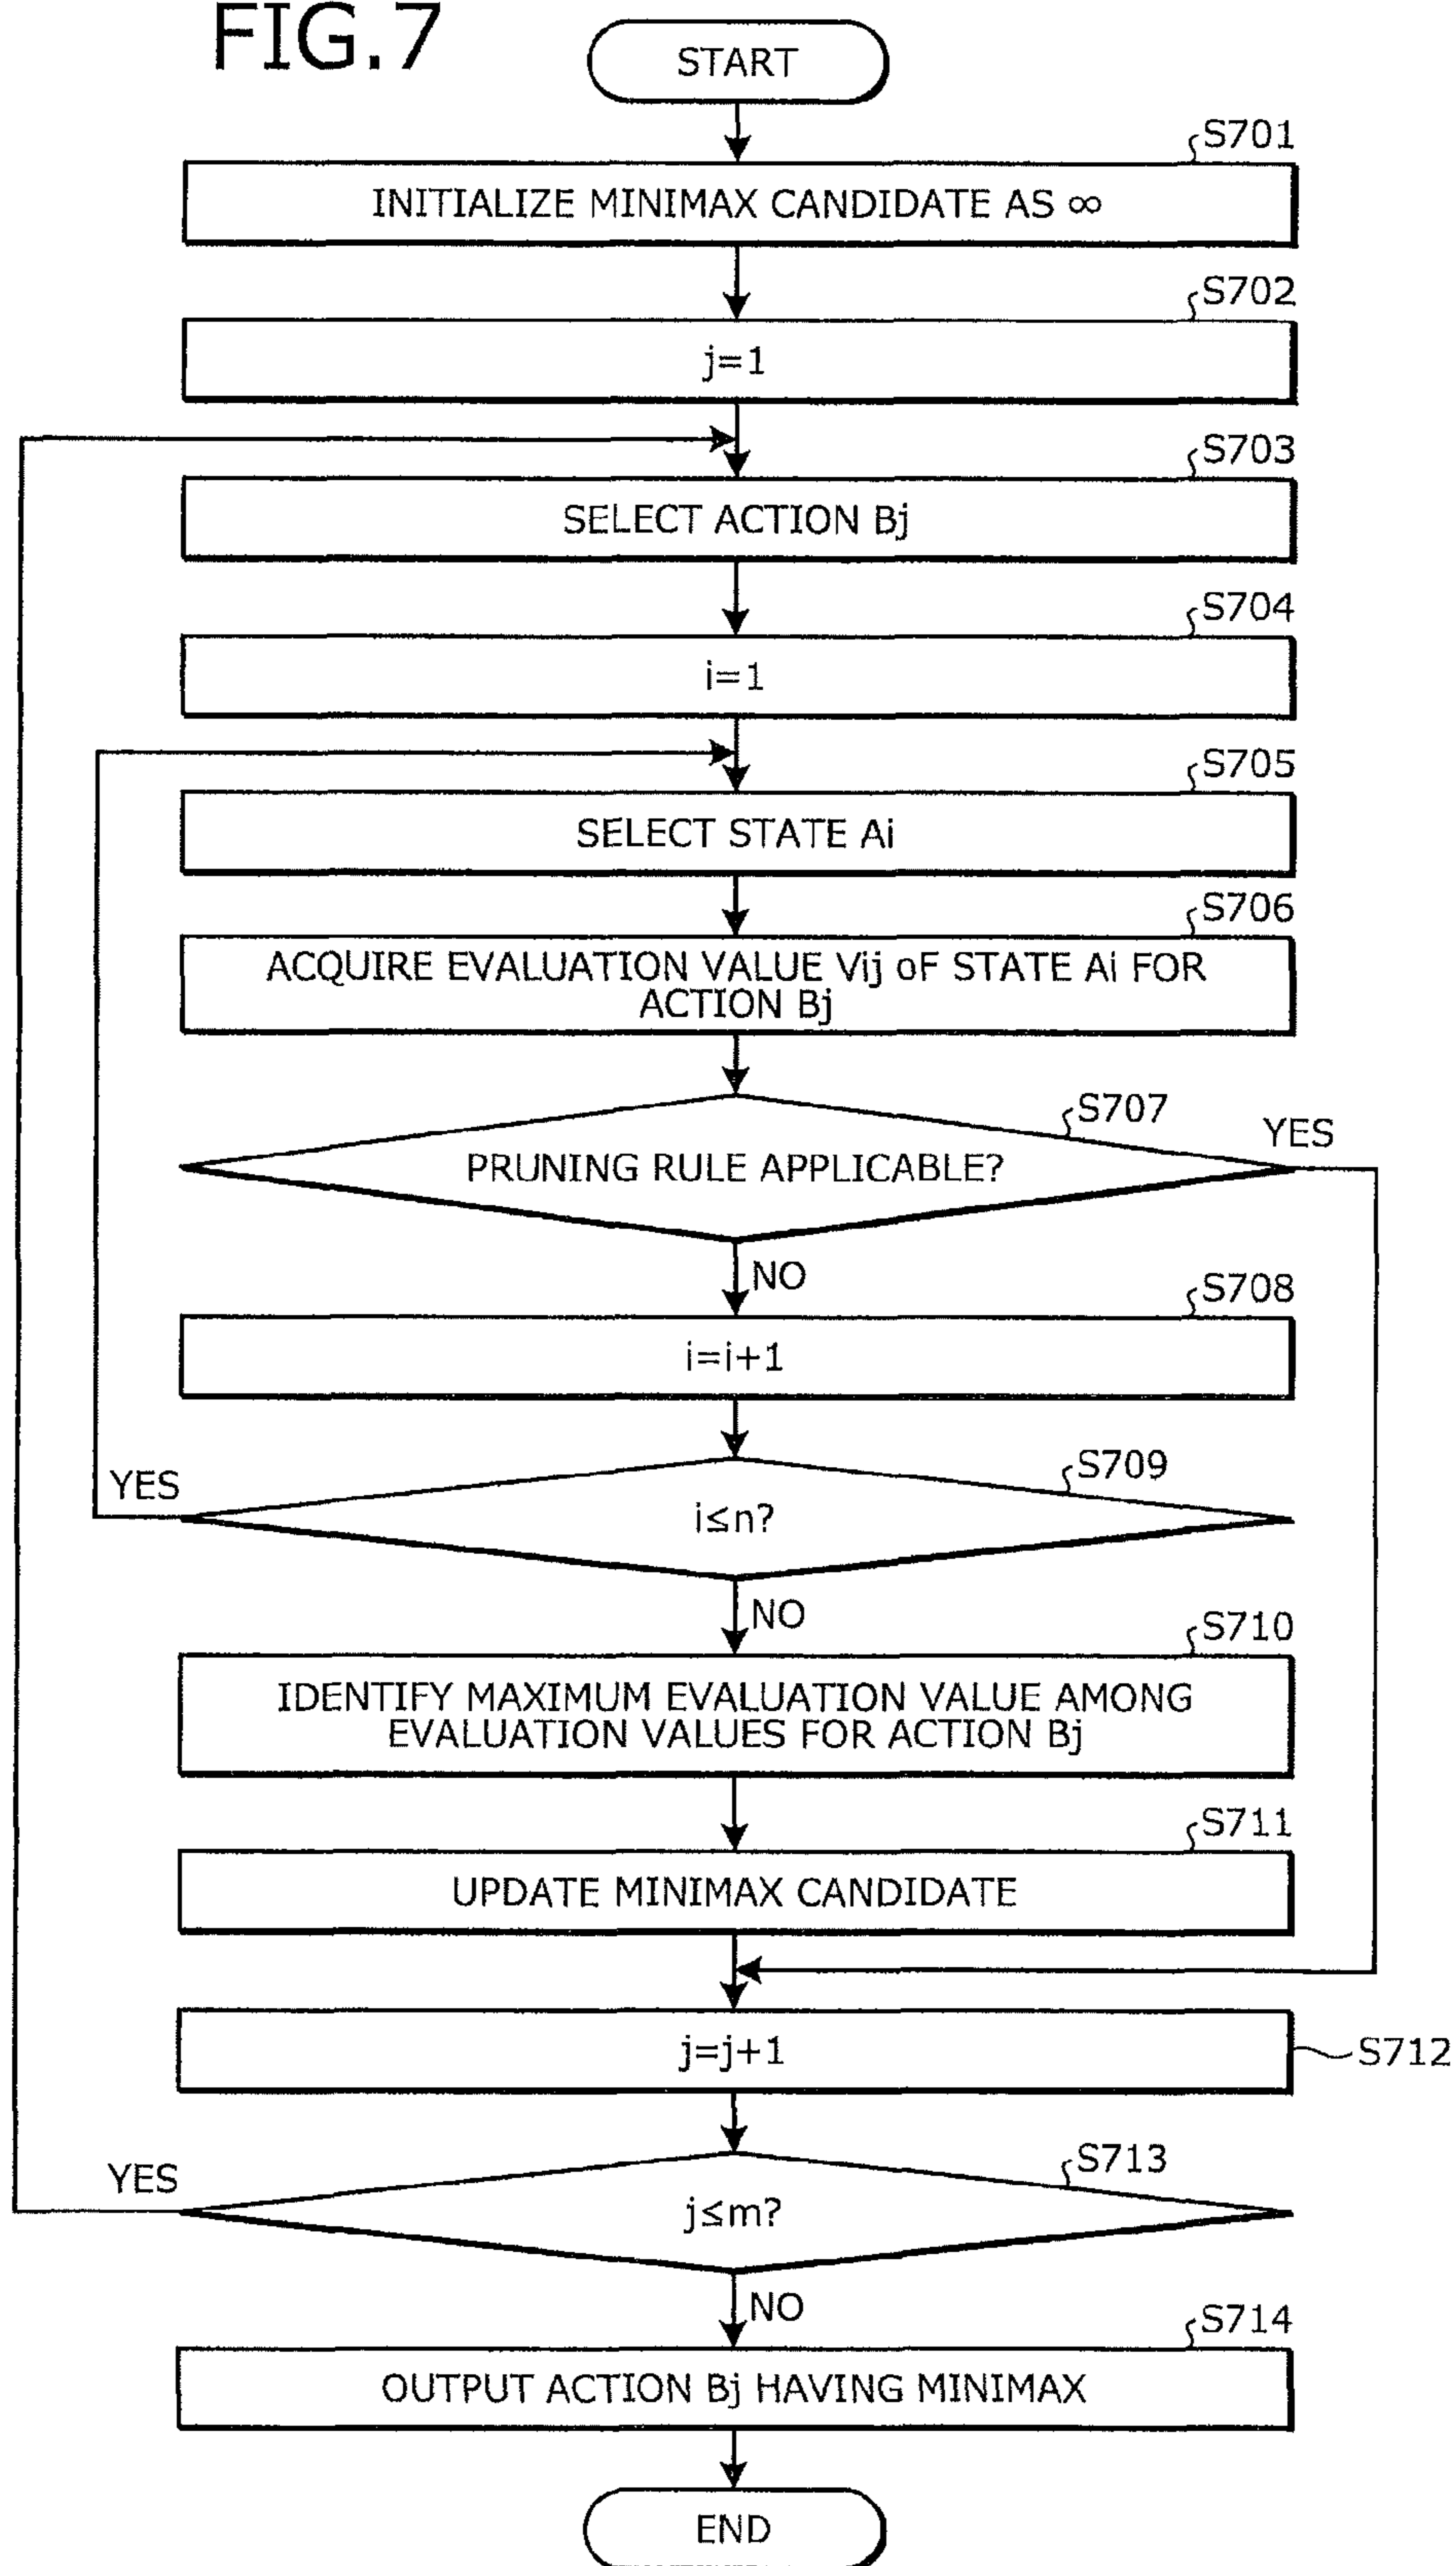 FIG.7
START
S701
INITIALIZE MINIMAX CANDIDATE AS ∞
S702
j=1
S703
SELECT ACTION Bj
S704
i=1
S705
SELECT STATE Ai
S706
ACQUIRE EVALUATION VALUE Vij oF STATE Ai FOR
ACTION Bj
S707
YES
PRUNING RULE APPLICABLE?
NO
S708
i=i+1
S709
YES
i≤n?
NO
S710
IDENTIFY MAXIMUM EVALUATION VALUE AMONG
EVALUATION VALUES FOR ACTION Bj
S711
UPDATE MINIMAX CANDIDATE
j=j+1
S712
S713
YES
j≤m?
NO
S714
OUTPUT ACTION Bj HAVING MINIMAX
END